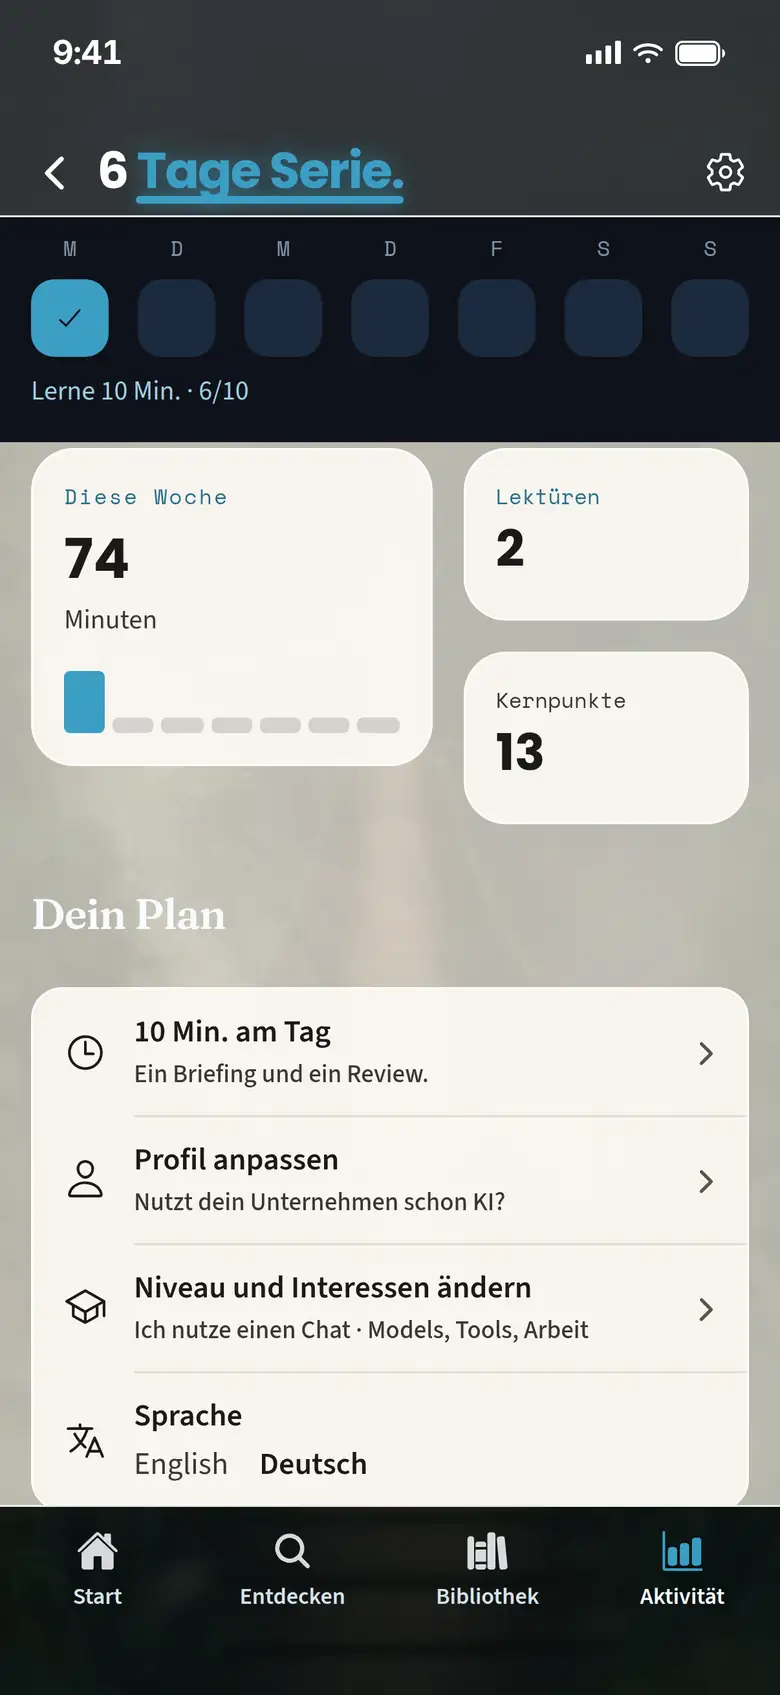 9:41
6 Tage Serie.
M D M D F S S
Lerne 10 Min. · 6/10
Diese Woche
74
Minuten
Lektüren
2
Kernpunkte
13
Dein Plan
10 Min. am Tag
Ein Briefing und ein Review.
Profil anpassen
Nutzt dein Unternehmen schon KI?
Niveau und Interessen ändern
Ich nutze einen Chat · Models, Tools, Arbeit
Sprache
English Deutsch
Start Entdecken Bibliothek Aktivität